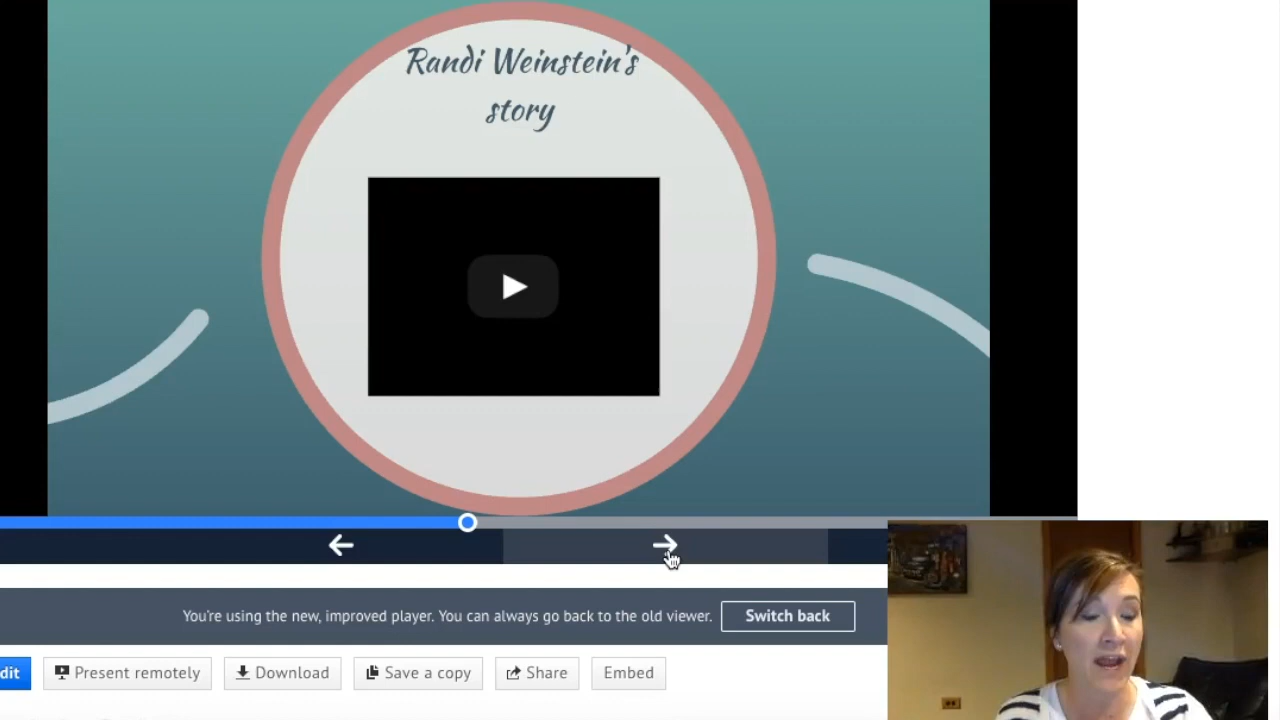 Randi Weinstein's
story
You're using the new, improved player. You can always go back to the old viewer.
Switch back
dit
Present remotely
Download
Save a copy
Share
Embed